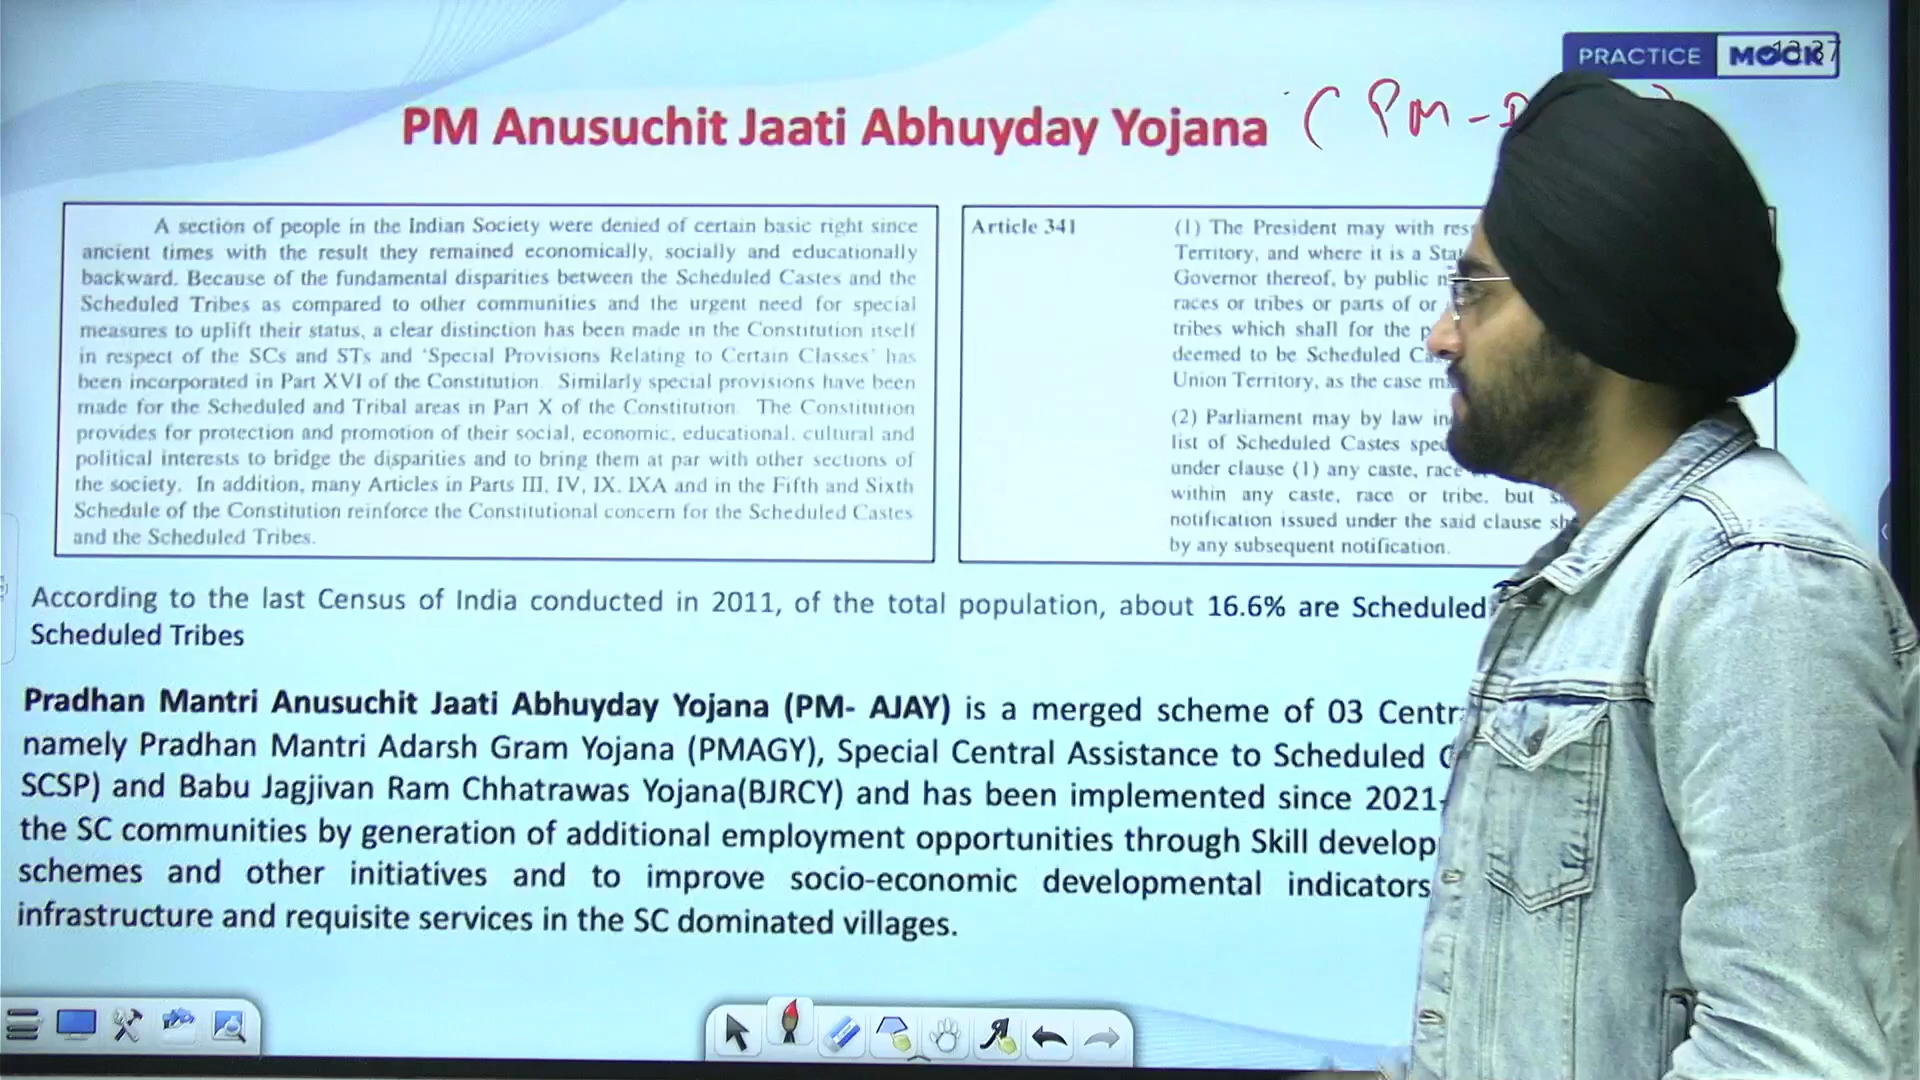 PRACTICE MOCK
PM Anusuchit Jaati Abhuyday Yojana ( PM -
A section of people in the Indian Society were denied of certain basic right since
ancient times with the result they remained economically, socially and educationally
backward. Because of the fundamental disparities between the Scheduled Castes and the
Scheduled Tribes as compared to other communities and the urgent need for special
measures to uplift their status, a clear distinction has been made in the Constitution itself
in respect of the SCs and STs and 'Special Provisions Relating to Certain Classes' has
been incorporated in Part XVI of the Constitution. Similarly special provisions have been
made for the Scheduled and Tribal areas in Part X of the Constitution. The Constitution
provides for protection and promotion of their social, economic, educational, cultural and
political interests to bridge the disparities and to bring them at par with other sections of
the society. In addition, many Articles in Parts III, IV, IX, IXA and in the Fifth and Sixth
Schedule of the Constitution reinforce the Constitutional concern for the Scheduled Castes
and the Scheduled Tribes.
Article 341
(1) The President may with
Territory, and where it is a
Governor thereof, by public
races or tribes or parts of or
tribes which shall for the
deemed to be Scheduled
Union Territory, as the case
(2) Parliament may by law
list of Scheduled Castes
under clause (1) any caste, race
within any caste, race or tribe, but
notification issued under the said clause
by any subsequent notification.
According to the last Census of India conducted in 2011, of the total population, about 16.6% are Scheduled
Scheduled Tribes
Pradhan Mantri Anusuchit Jaati Abhuyday Yojana (PM- AJAY) is a merged scheme of 03
namely Pradhan Mantri Adarsh Gram Yojana (PMAGY), Special Central Assistance to Scheduled
SCSP) and Babu Jagjivan Ram Chhatrawas Yojana(BJRCY) and has been implemented since 2021-
the SC communities by generation of additional employment opportunities through Skill
schemes and other initiatives and to improve socio-economic developmental indicators
infrastructure and requisite services in the SC dominated villages.